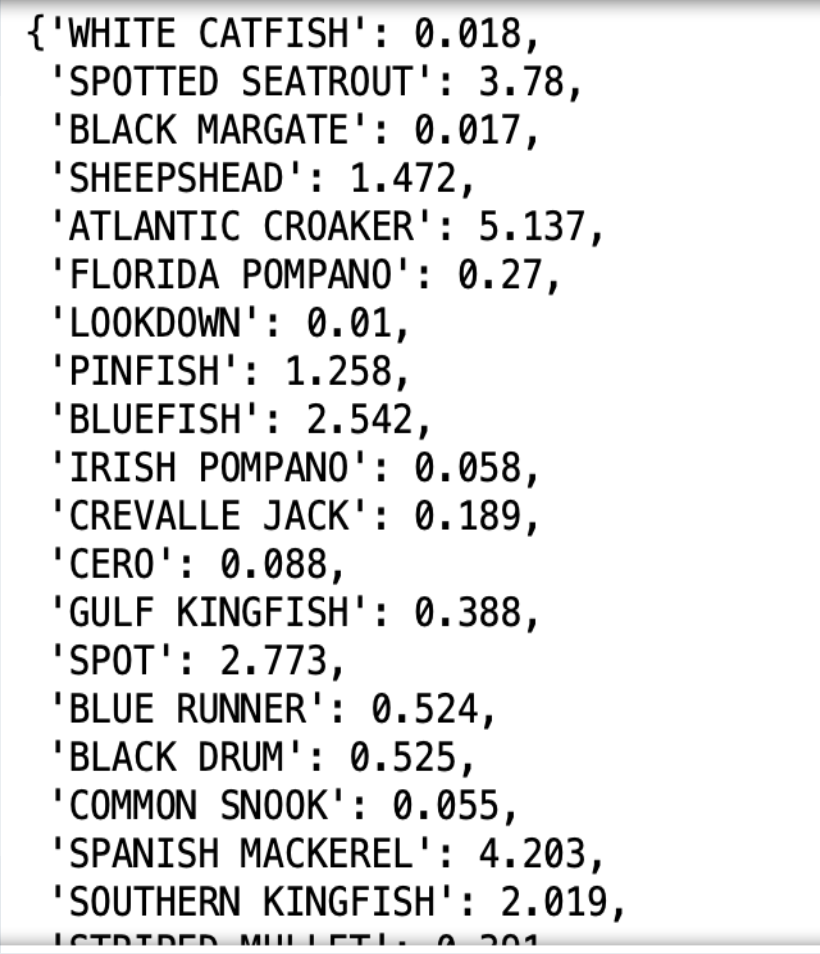 {'WHITE CATFISH': 0.018,
'SPOTTED SEATROUT': 3.78,
'BLACK MARGATE': 0.017,
'SHEEPSHEAD': 1.472,
'ATLANTIC CROAKER': 5.137,
'FLORIDA POMPANO': 0.27,
'LOOKDOWN': 0.01,
'PINFISH': 1.258,
'BLUEFISH': 2.542,
'IRISH POMPANO': 0.058,
'CREVALLE JACK': 0.189,
'CERO': 0.088,
'GULF KINGFISH': 0.388,
'SPOT': 2.773,
'BLUE RUNNER': 0.524,
'BLACK DRUM': 0.525,
'COMMON SNOOK': 0.055,
'SPANISH MACKEREL': 4.203,
'SOUTHERN KINGFISH': 2.019,
'STRIPED MULLET':